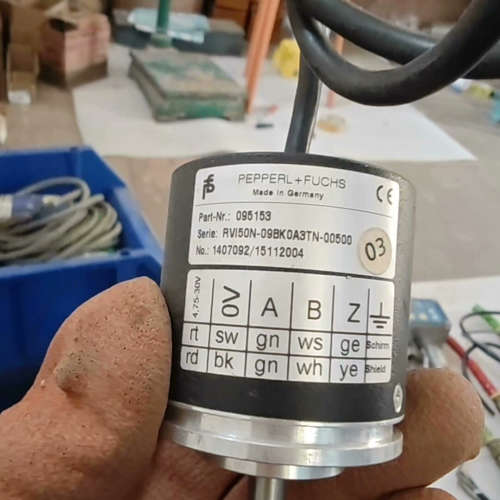 PEPPERL+FUCHS
Made in Germany
CE
Part-Nr.: 095153
Serie: RVI50N-09BK0A3TN-00500
No.: 1407092/15112004
03
4,75-30V 0V A B Z
rt sw gn ws ge Schirm
rd bk gn wh ye Shield